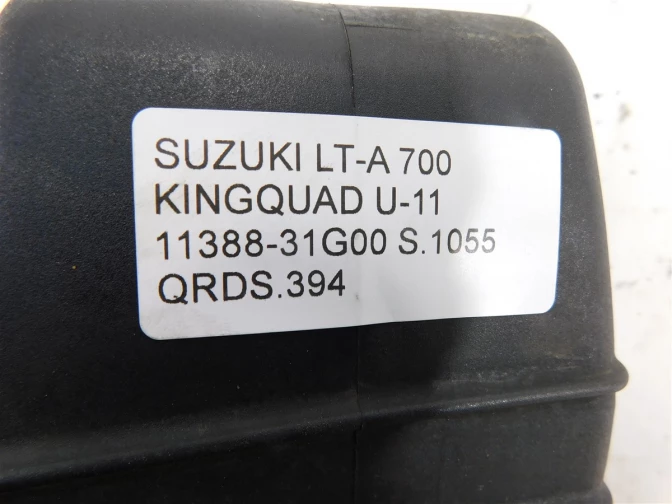 SUZUKI LT-A 700
KINGQUAD U-11
11388-31G00 S.1055
QRDS.394